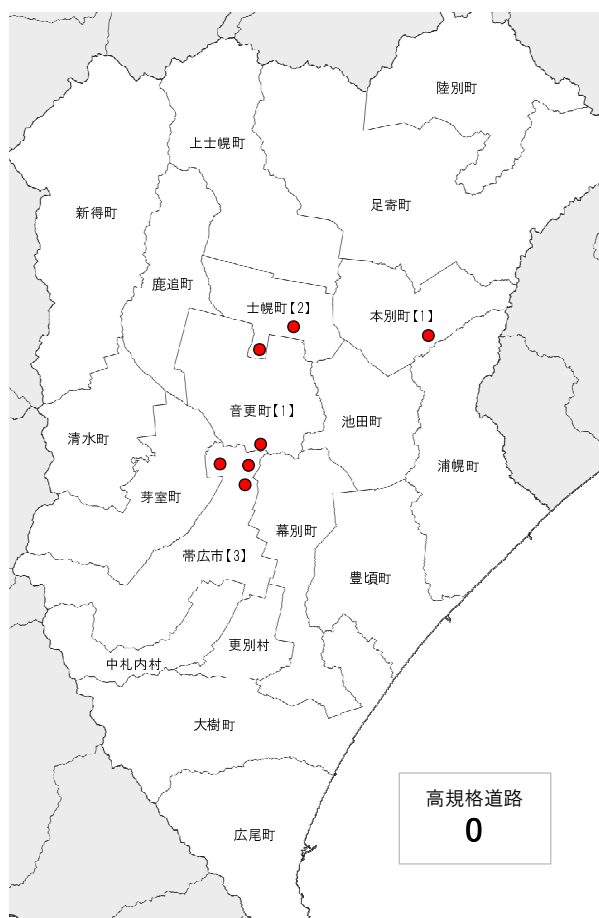 陸別町
上士幌町
足寄町
新得町
鹿追町
士幌町【2】
本別町【1】
音更町【1】
池田町
清水町
浦幌町
芽室町
幕別町
帯広市【3】
豊頃町
更別村
中札内村
大樹町
広尾町
高規格道路
0